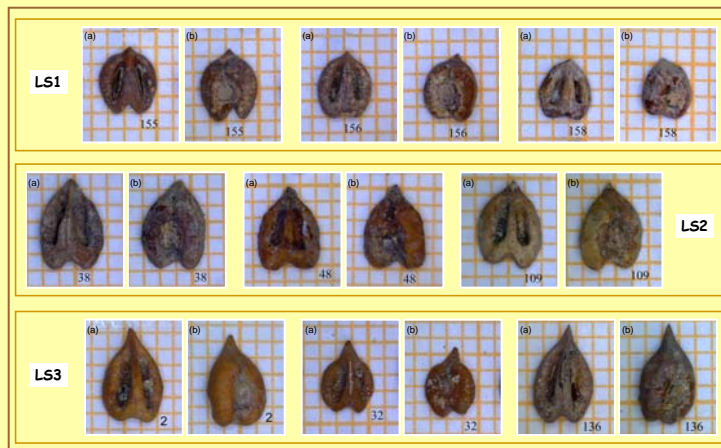 LS1
(a) (b) (a) (b) (a) (b)
155 155 156 156 158 158
LS2
(a) (b) (a) (b) (a) (b)
38 38 48 48 109 109
LS3
(a) (b) (a) (b) (a) (b)
2 2 32 32 136 136